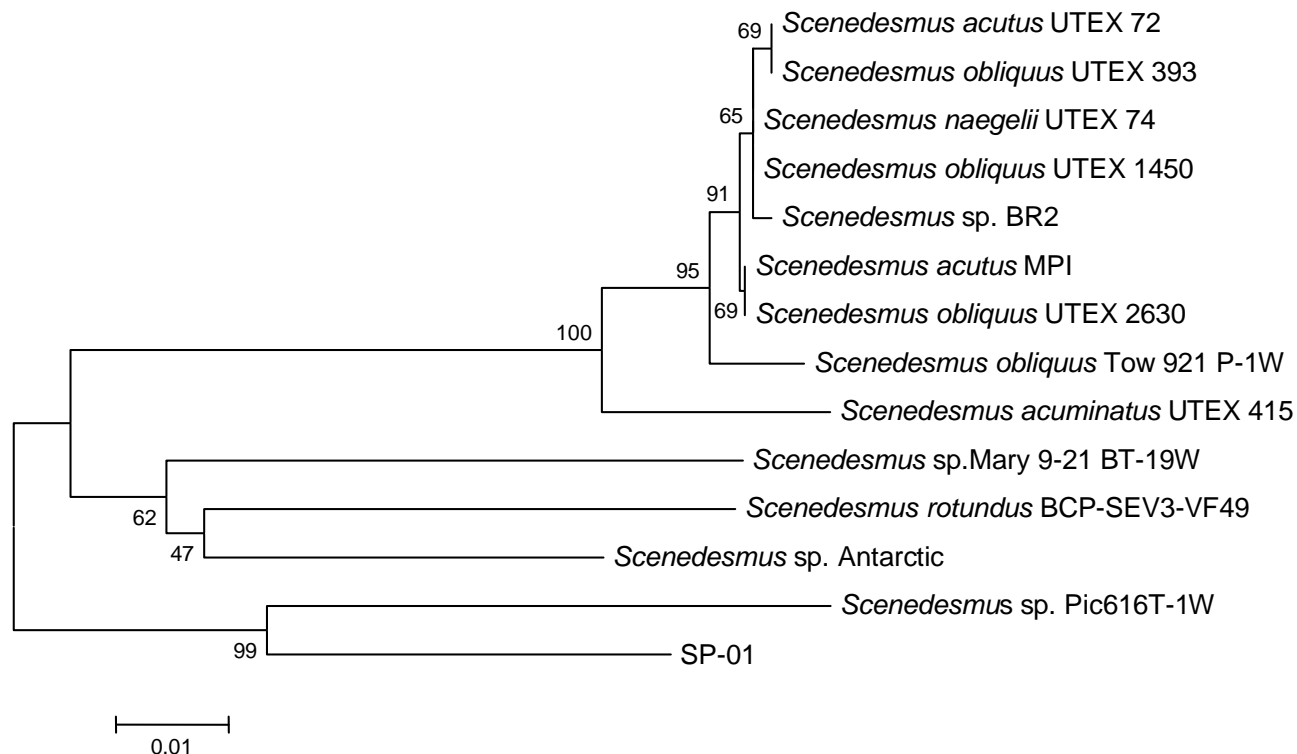 69
Scenedesmus acutus UTEX 72
Scenedesmus obliquus UTEX 393
65
Scenedesmus naegelii UTEX 74
Scenedesmus obliquus UTEX 1450
91
Scenedesmus sp. BR2
95
Scenedesmus acutus MPI
69
Scenedesmus obliquus UTEX 2630
100
Scenedesmus obliquus Tow 921 P-1W
Scenedesmus acuminatus UTEX 415
Scenedesmus sp.Mary 9-21 BT-19W
62
Scenedesmus rotundus BCP-SEV3-VF49
47
Scenedesmus sp. Antarctic
Scenedesmus sp. Pic616T-1W
99
SP-01
0.01